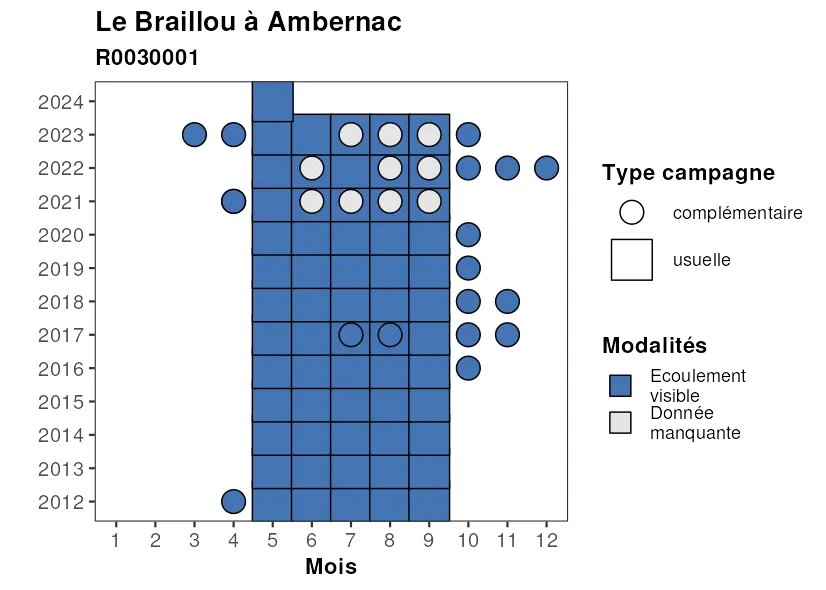 Le Braillou à Ambernac
R0030001
2024
2023
2022
2021
2020
2019
2018
2017
2016
2015
2014
2013
2012
1 2 3 4 5 6 7 8 9 10 11 12
Mois
Type campagne
complémentaire
usuelle
Modalités
Ecoulement
visible
Donnée
manquante